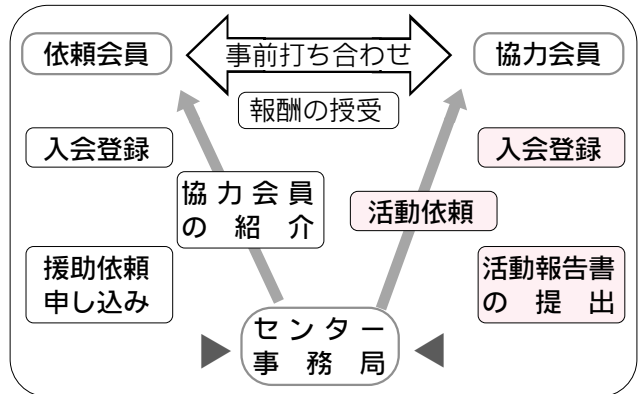 依頼会員
事前打ち合わせ
協力会員
報酬の授受
入会登録
入会登録
協力会員
の紹介
活動依頼
援助依頼
申し込み
活動報告書
の提出
センター
事務局